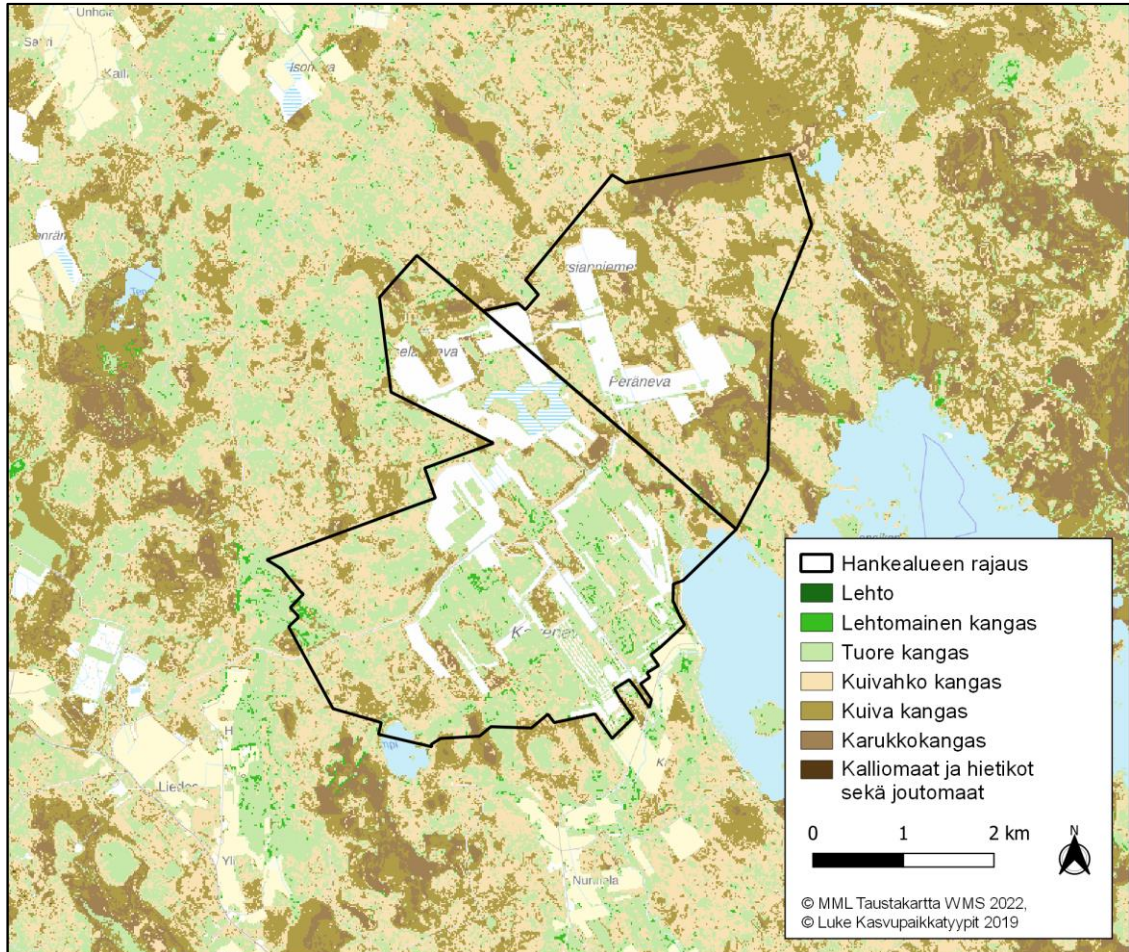 Unhola
Isoneva
Peräneva
Nurmela
Hankealueen rajaus
Lehto
Lehtomainen kangas
Tuore kangas
Kuivahko kangas
Kuiva kangas
Karukkokangas
Kalliomaat ja hietikot
sekä joutomaat
0 1 2 km
N
© MML Taustakartta WMS 2022,
© Luke Kasvupaikkatyypit 2019